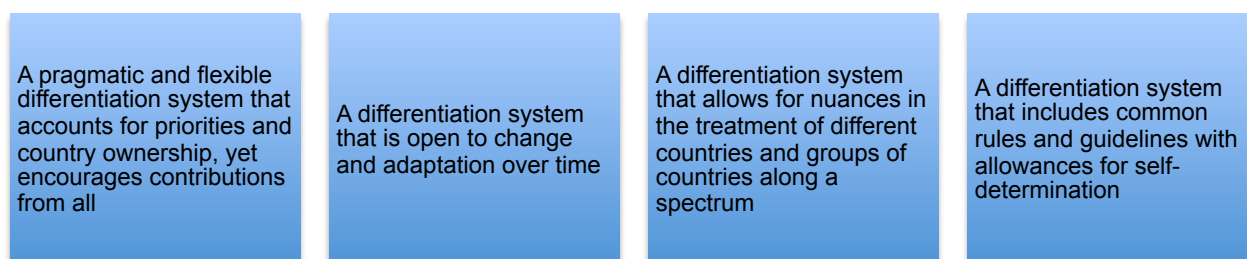 A pragmatic and flexible
differentiation system that
accounts for priorities and
country ownership, yet
encourages contributions
from all
A differentiation system
that is open to change
and adaptation over time
A differentiation system
that allows for nuances in
the treatment of different
countries and groups of
countries along a
spectrum
A differentiation system
that includes common
rules and guidelines with
allowances for self-
determination